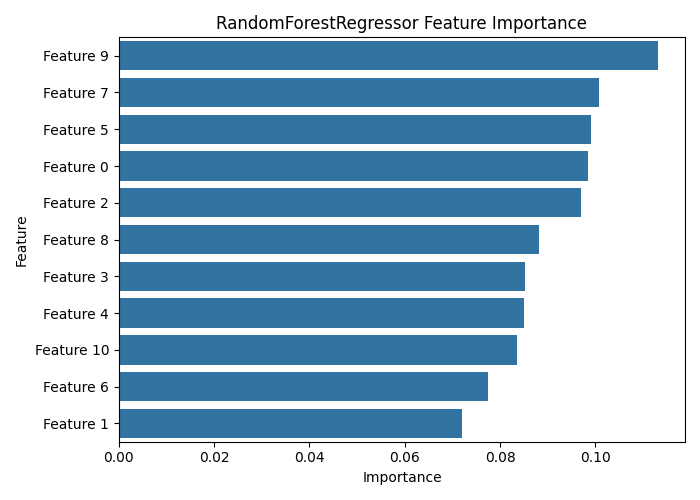 RandomForestRegressor Feature Importance
Feature 9
Feature 7
Feature 5
Feature 0
Feature 2
Feature 8
Feature 3
Feature 4
Feature 10
Feature 6
Feature 1
Feature
0.00 0.02 0.04 0.06 0.08 0.10
Importance